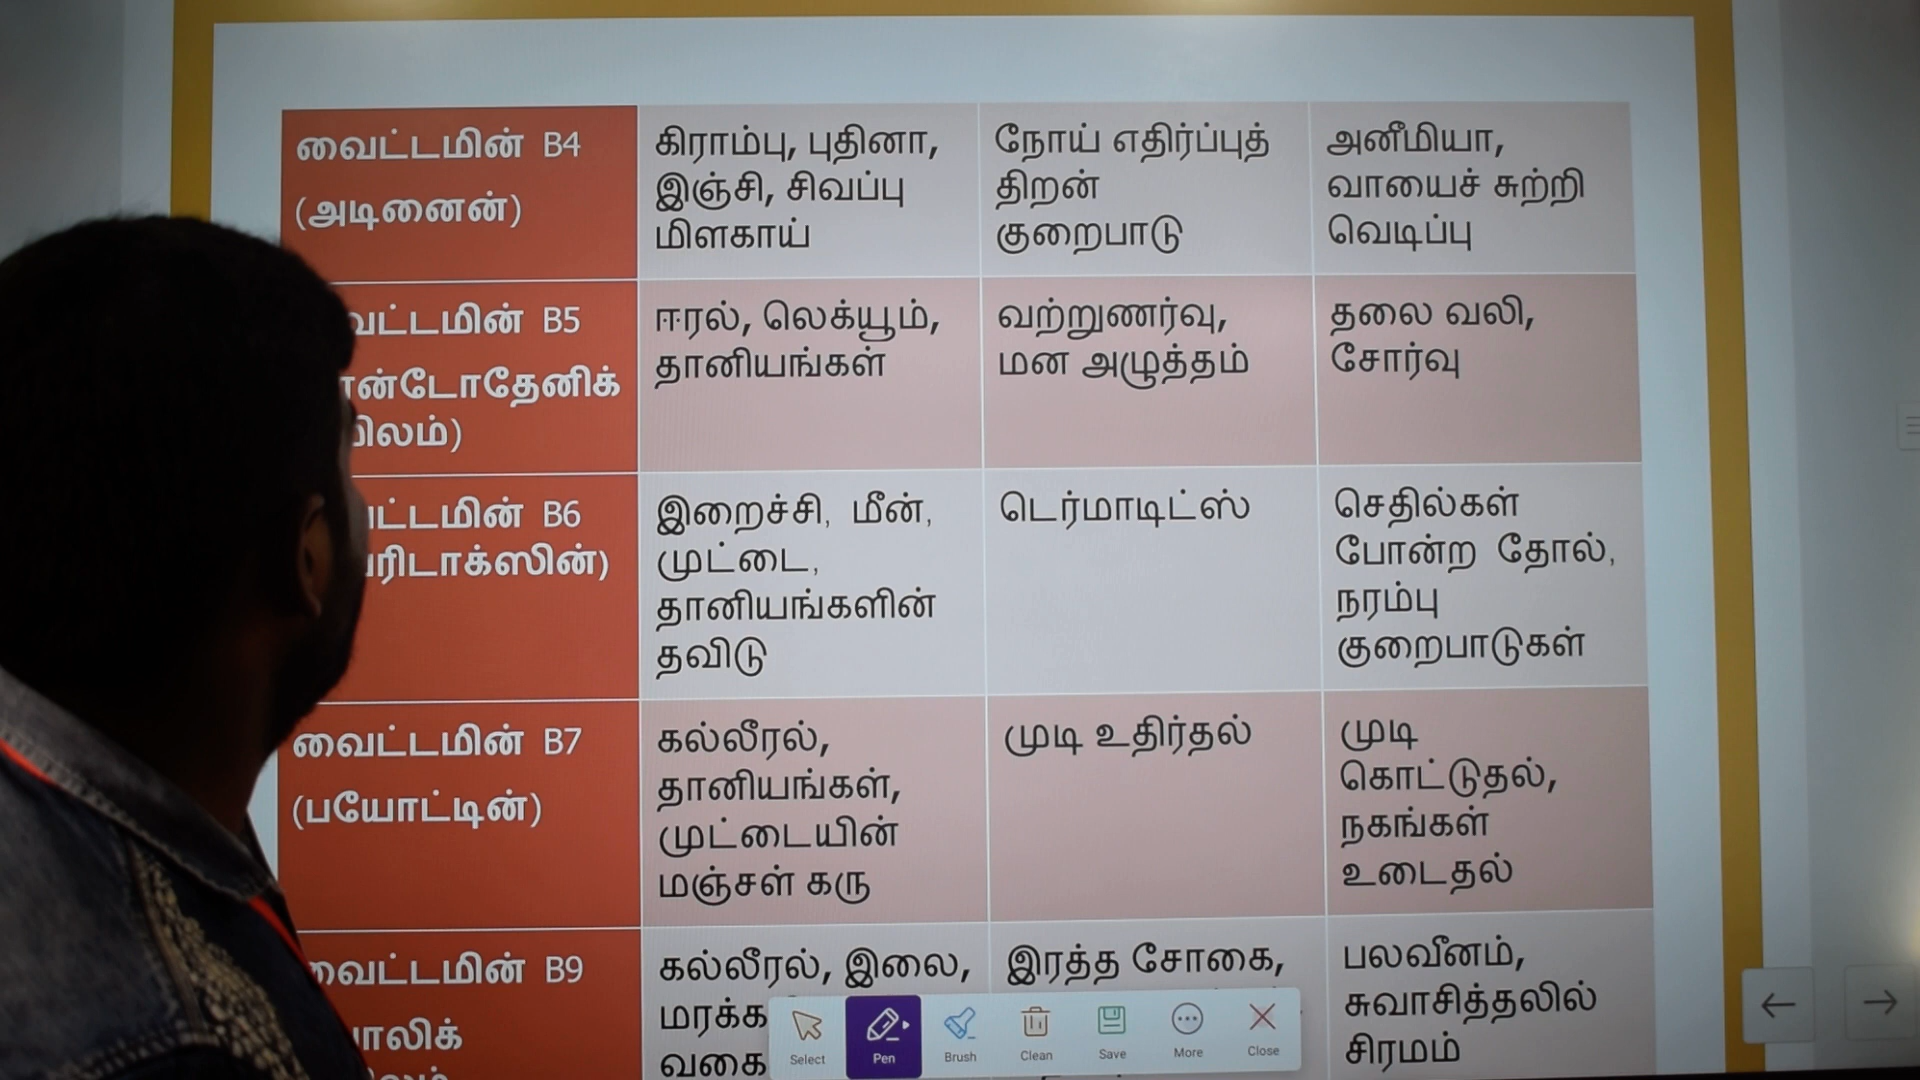 வைட்டமின் B4
(அடினைன்)
கிராம்பு, புதினா,
இஞ்சி, சிவப்பு
மிளகாய்
நோய் எதிர்ப்புத்
திறன்
குறைபாடு
அனீமியா,
வாயைச் சுற்றி
வெடிப்பு
B5
ஈரல், லெக்யூம்,
தானியங்கள்
வற்றுணர்வு,
மன அழுத்தம்
தலை வலி,
சோர்வு
B6
இறைச்சி, மீன்,
முட்டை,
தானியங்களின்
தவிடு
டெர்மாடிட்ஸ்
செதில்கள்
போன்ற தோல்,
நரம்பு
குறைபாடுகள்
வைட்டமின் B7
(பயோட்டின்)
கல்லீரல்,
தானியங்கள்,
முட்டையின்
மஞ்சள் கரு
முடி உதிர்தல்
முடி
கொட்டுதல்,
நகங்கள்
உடைதல்
வைட்டமின் B9
கல்லீரல், இலை,
வகை
இரத்த சோகை,
பலவீனம்,
சுவாசித்தலில்
சிரமம்
Select
Pen
Brush
Clean
Save
More
Close